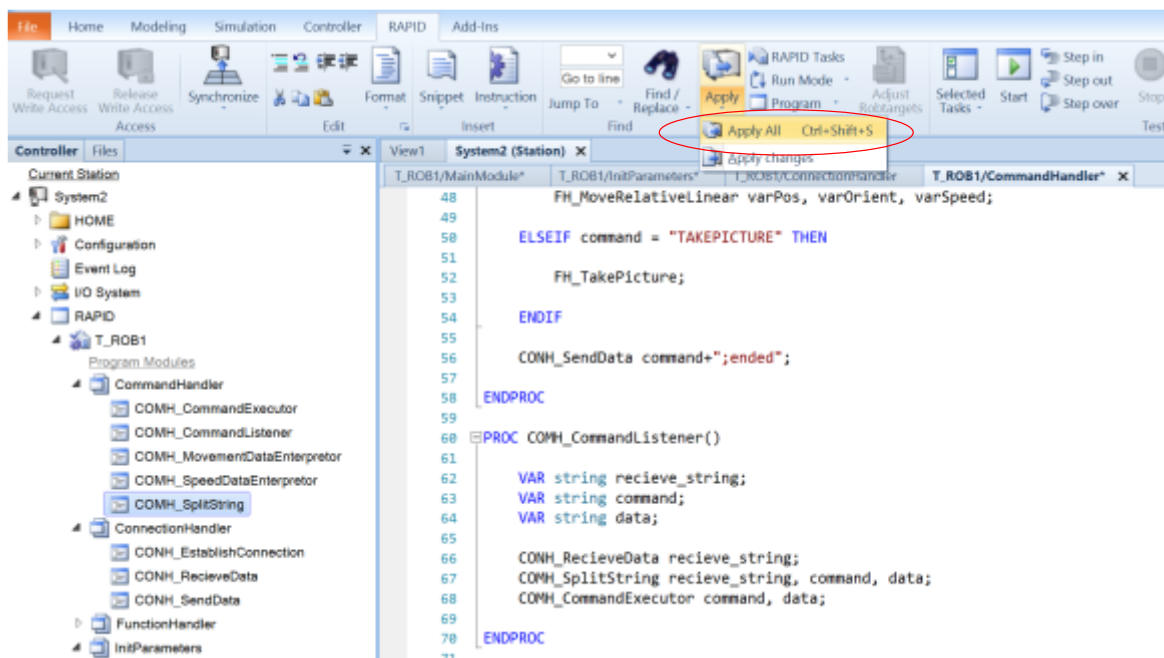 File Home Modeling Simulation Controller RAPID Add-Ins
Request Write Access
Release Write Access
Synchronize
Format
Snippet
Instruction
Go to line
Jump To
Find / Replace
Apply
RAPID Tasks
Run Mode
Program
Adjust Robtargets
Selected Tasks
Start
Step in
Step out
Step over
Stop
Access Edit Insert Find Test
Apply All Ctrl+Shift+S
Apply changes
Controller Files
View1 System2 (Station)
T_ROB1/MainModule* T_ROB1/InitParameters* T_ROB1/ConnectionHandler T_ROB1/CommandHandler*
Current Station
System2
HOME
Configuration
Event Log
I/O System
RAPID
T_ROB1
Program Modules
CommandHandler
COMH_CommandExecutor
COMH_CommandListener
COMH_MovementDataEnterpretor
COMH_SpeedDataEnterpretor
COMH_SplitString
ConnectionHandler
CONH_EstablishConnection
CONH_RecieveData
CONH_SendData
FunctionHandler
InitParameters
48 FH_MoveRelativeLinear varPos, varOrient, varSpeed;
49
50 ELSEIF command = "TAKEPICTURE" THEN
51
52 FH_TakePicture;
53
54 ENDIF
55
56 CONH_SendData command+";ended";
57
58 ENDPROC
59
60 PROC COMH_CommandListener()
61
62 VAR string recieve_string;
63 VAR string command;
64 VAR string data;
65
66 CONH_RecieveData recieve_string;
67 COMH_SplitString recieve_string, command, data;
68 COMH_CommandExecutor command, data;
69
70 ENDPROC
71